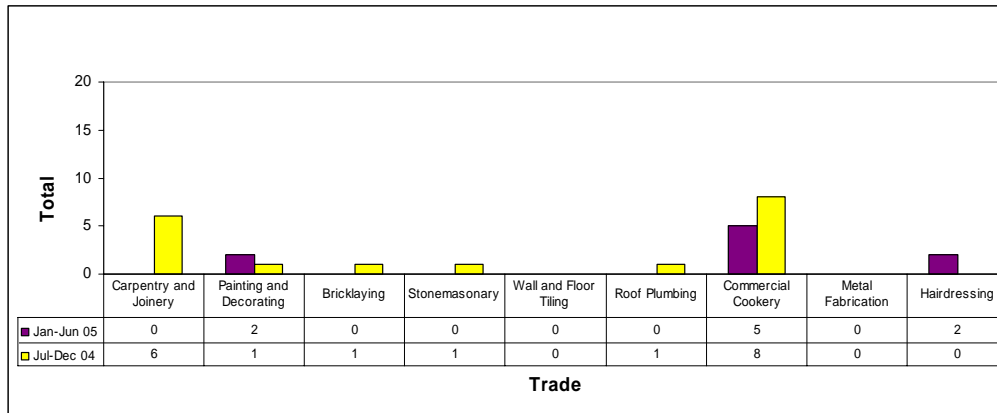 20
15
10
5
0
Total
Carpentry and Joinery Painting and Decorating Bricklaying Stonemasonary Wall and Floor Tiling Roof Plumbing Commercial Cookery Metal Fabrication Hairdressing
Jan-Jun 05 0 2 0 0 0 0 5 0 2
Jul-Dec 04 6 1 1 1 0 1 8 0 0
Trade